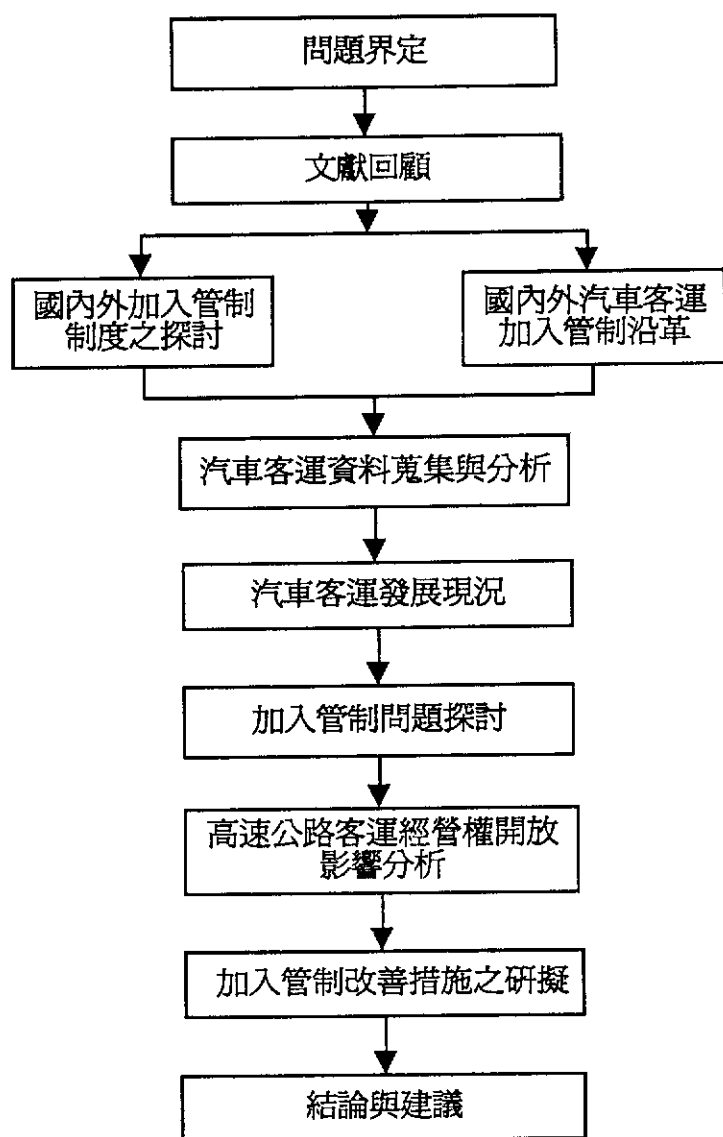 問題界定
文獻回顧
國內外加入管制
制度之探討
國內外汽車客運
加入管制沿革
汽車客運資料蒐集與分析
汽車客運發展現況
加入管制問題探討
高速公路客運經營權開放
影響分析
加入管制改善措施之研擬
結論與建議